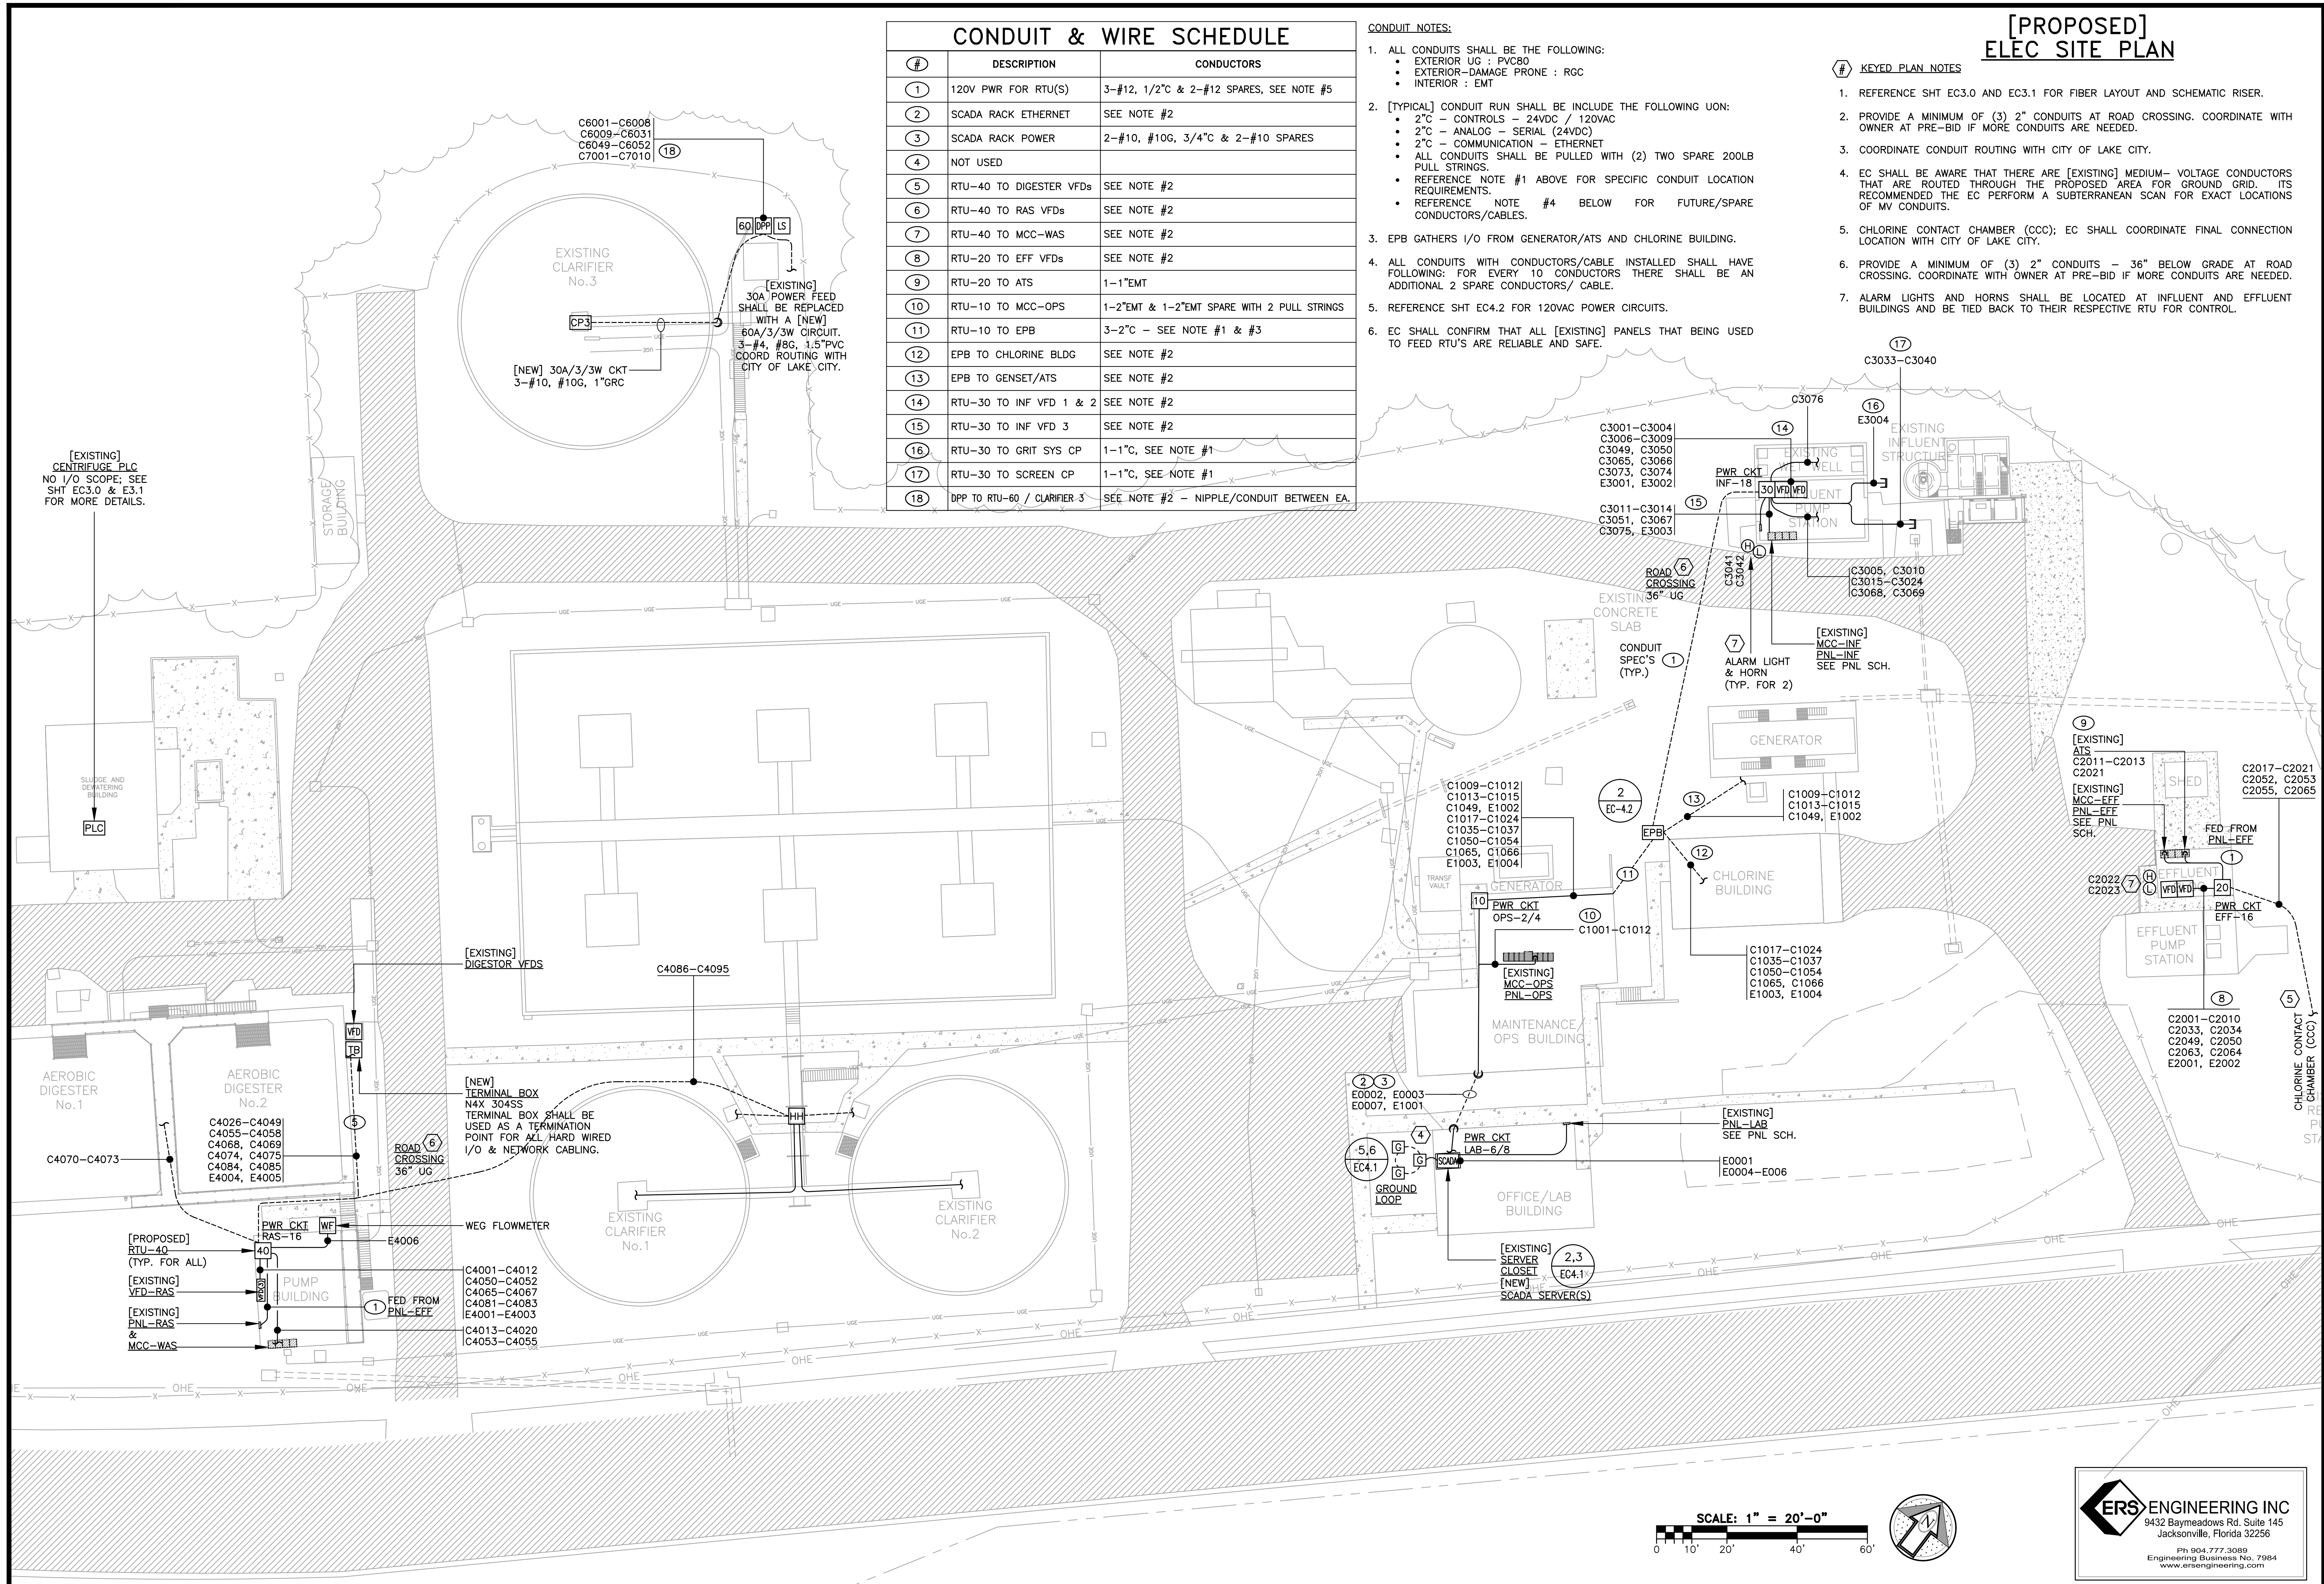 [PROPOSED]
ELEC SITE PLAN
CONDUIT & WIRE SCHEDULE
# DESCRIPTION CONDUCTORS
1 120V PWR FOR RTU(S) 3-#12, 1/2"C & 2-#12 SPARES, SEE NOTE #5
2 SCADA RACK ETHERNET SEE NOTE #2
3 SCADA RACK POWER 2-#10, #10G, 3/4"C & 2-#10 SPARES
4 NOT USED
5 RTU-40 TO DIGESTER VFDs SEE NOTE #2
6 RTU-40 TO RAS VFDs SEE NOTE #2
7 RTU-40 TO MCC-WAS SEE NOTE #2
8 RTU-20 TO EFF VFDs SEE NOTE #2
9 RTU-20 TO ATS 1-1"EMT
10 RTU-10 TO MCC-OPS 1-2"EMT & 1-2"EMT SPARE WITH 2 PULL STRINGS
11 RTU-10 TO EPB 3-2"C - SEE NOTE #1 & #3
12 EPB TO CHLORINE BLDG SEE NOTE #2
13 EPB TO GENSET/ATS SEE NOTE #2
14 RTU-30 TO INF VFD 1 & 2 SEE NOTE #2
15 RTU-30 TO INF VFD 3 SEE NOTE #2
16 RTU-30 TO GRIT SYS CP 1-1"C, SEE NOTE #1
17 RTU-30 TO SCREEN CP 1-1"C, SEE NOTE #1
18 DPP TO RTU-60 / CLARIFIER 3 SEE NOTE #2 - NIPPLE/CONDUIT BETWEEN EA.
CONDUIT NOTES:
1. ALL CONDUITS SHALL BE THE FOLLOWING:
• EXTERIOR UG : PVC80
• EXTERIOR-DAMAGE PRONE : RGC
• INTERIOR : EMT
2. [TYPICAL] CONDUIT RUN SHALL BE INCLUDE THE FOLLOWING UON:
• 2"C - CONTROLS - 24VDC / 120VAC
• 2"C - ANALOG - SERIAL (24VDC)
• 2"C - COMMUNICATION - ETHERNET
• ALL CONDUITS SHALL BE PULLED WITH (2) TWO SPARE 200LB
PULL STRINGS.
• REFERENCE NOTE #1 ABOVE FOR SPECIFIC CONDUIT LOCATION
REQUIREMENTS.
• REFERENCE NOTE #4 BELOW FOR FUTURE/SPARE
CONDUCTORS/CABLES.
3. EPB GATHERS I/O FROM GENERATOR/ATS AND CHLORINE BUILDING.
4. ALL CONDUITS WITH CONDUCTORS/CABLE INSTALLED SHALL HAVE
FOLLOWING: FOR EVERY 10 CONDUCTORS THERE SHALL BE AN
ADDITIONAL 2 SPARE CONDUCTORS/ CABLE.
5. REFERENCE SHT EC4.2 FOR 120VAC POWER CIRCUITS.
6. EC SHALL CONFIRM THAT ALL [EXISTING] PANELS THAT BEING USED
TO FEED RTU'S ARE RELIABLE AND SAFE.
# KEYED PLAN NOTES
1. REFERENCE SHT EC3.0 AND EC3.1 FOR FIBER LAYOUT AND SCHEMATIC RISER.
2. PROVIDE A MINIMUM OF (3) 2" CONDUITS AT ROAD CROSSING. COORDINATE WITH
OWNER AT PRE-BID IF MORE CONDUITS ARE NEEDED.
3. COORDINATE CONDUIT ROUTING WITH CITY OF LAKE CITY.
4. EC SHALL BE AWARE THAT THERE ARE [EXISTING] MEDIUM- VOLTAGE CONDUCTORS
THAT ARE ROUTED THROUGH THE PROPOSED AREA FOR GROUND GRID. ITS
RECOMMENDED THE EC PERFORM A SUBTERRANEAN SCAN FOR EXACT LOCATIONS
OF MV CONDUITS.
5. CHLORINE CONTACT CHAMBER (CCC); EC SHALL COORDINATE FINAL CONNECTION
LOCATION WITH CITY OF LAKE CITY.
6. PROVIDE A MINIMUM OF (3) 2" CONDUITS - 36" BELOW GRADE AT ROAD
CROSSING. COORDINATE WITH OWNER AT PRE-BID IF MORE CONDUITS ARE NEEDED.
7. ALARM LIGHTS AND HORNS SHALL BE LOCATED AT INFLUENT AND EFFLUENT
BUILDINGS AND BE TIED BACK TO THEIR RESPECTIVE RTU FOR CONTROL.
C6001-C6008
C6009-C6031
C6049-C6052
C7001-C7010
18
60 DPP LS
EXISTING
CLARIFIER
No.3
CP3
[EXISTING]
30A POWER FEED
SHALL BE REPLACED
WITH A [NEW]
60A/3/3W CIRCUIT.
3-#4, #8G, 1.5"PVC
COORD ROUTING WITH
CITY OF LAKE CITY.
[NEW] 30A/3/3W CKT
3-#10, #10G, 1"GRC
[EXISTING]
CENTRIFUGE PLC
NO I/O SCOPE; SEE
SHT EC3.0 & E3.1
FOR MORE DETAILS.
STORAGE
BUILDING
SLUDGE AND
DEWATERING
BUILDING
PLC
17
C3033-C3040
C3076
16
E3004
14
C3001-C3004
C3006-C3009
C3049, C3050
C3065, C3066
C3073, C3074
E3001, E3002
EXISTING
INFLUENT
STRUCTURE
EXISTING
WET WELL
PWR CKT
INF-18
30 VFD VFD
INFLUENT
PUMP
STATION
15
C3011-C3014
C3051, C3067
C3075, E3003
H
L
C3041
C3042
ROAD 6
CROSSING
36" UG
C3005, C3010
C3015-C3024
C3068, C3069
EXISTING
CONCRETE
SLAB
CONDUIT
SPEC'S 1
(TYP.)
7
ALARM LIGHT
& HORN
(TYP. FOR 2)
[EXISTING]
MCC-INF
PNL-INF
SEE PNL SCH.
GENERATOR
C1009-C1012
C1013-C1015
C1049, E1002
C1017-C1024
C1035-C1037
C1050-C1054
C1065, C1066
E1003, E1004
2
EC-4.2
13
C1009-C1012
C1013-C1015
C1049, E1002
EPB
12
11
CHLORINE
BUILDING
TRANSF
VAULT
GENERATOR
10
PWR CKT
OPS-2/4
10
C1001-C1012
[EXISTING]
MCC-OPS
PNL-OPS
C1017-C1024
C1035-C1037
C1050-C1054
C1065, C1066
E1003, E1004
MAINTENANCE/
OPS BUILDING
9
[EXISTING]
ATS
C2011-C2013
C2021
[EXISTING]
MCC-EFF
PNL-EFF
SEE PNL
SCH.
SHED
C2017-C2021
C2052, C2053
C2055, C2065
FED FROM
PNL-EFF
1
EFFLUENT
C2022
C2023
7
H
L
VFD VFD
20
PWR CKT
EFF-16
EFFLUENT
PUMP
STATION
8
C2001-C2010
C2033, C2034
C2049, C2050
C2063, C2064
E2001, E2002
5
CHLORINE CONTACT
CHAMBER (CCC)
[EXISTING]
DIGESTOR VFDS
C4086-C4095
VFD
TB
AEROBIC
DIGESTER
No.1
AEROBIC
DIGESTER
No.2
C4026-C4049
C4055-C4058
C4068, C4069
C4074, C4075
C4084, C4085
E4004, E4005
5
C4070-C4073
[NEW]
TERMINAL BOX
N4X 304SS
TERMINAL BOX SHALL BE
USED AS A TERMINATION
POINT FOR ALL HARD WIRED
I/O & NETWORK CABLING.
ROAD 6
CROSSING
36" UG
HH
EXISTING
CLARIFIER
No.1
EXISTING
CLARIFIER
No.2
PWR CKT
RAS-16
WF
WEG FLOWMETER
E4006
[PROPOSED]
RTU-40
(TYP. FOR ALL)
40
[EXISTING]
VFD-RAS
VFD(3)
PUMP
BUILDING
[EXISTING]
PNL-RAS
&
MCC-WAS
1 FED FROM
PNL-EFF
C4001-C4012
C4050-C4052
C4065-C4067
C4081-C4083
E4001-E4003
C4013-C4020
C4053-C4055
2 3
E0002, E0003
E0007, E1001
4
5,6
EC4.1
G
G
G
GROUND
LOOP
PWR CKT
LAB-6/8
SCADA
[EXISTING]
PNL-LAB
SEE PNL SCH.
E0001
E0004-E006
OFFICE/LAB
BUILDING
[EXISTING]
SERVER
CLOSET
[NEW]
SCADA SERVER(S)
2,3
EC4.1
UGE
OHE
SCALE: 1" = 20'-0"
0 10' 20' 40' 60'
N
ERS ENGINEERING INC
9432 Baymeadows Rd. Suite 145
Jacksonville, Florida 32256
Ph 904.777.3089
Engineering Business No. 7984
www.ersengineering.com